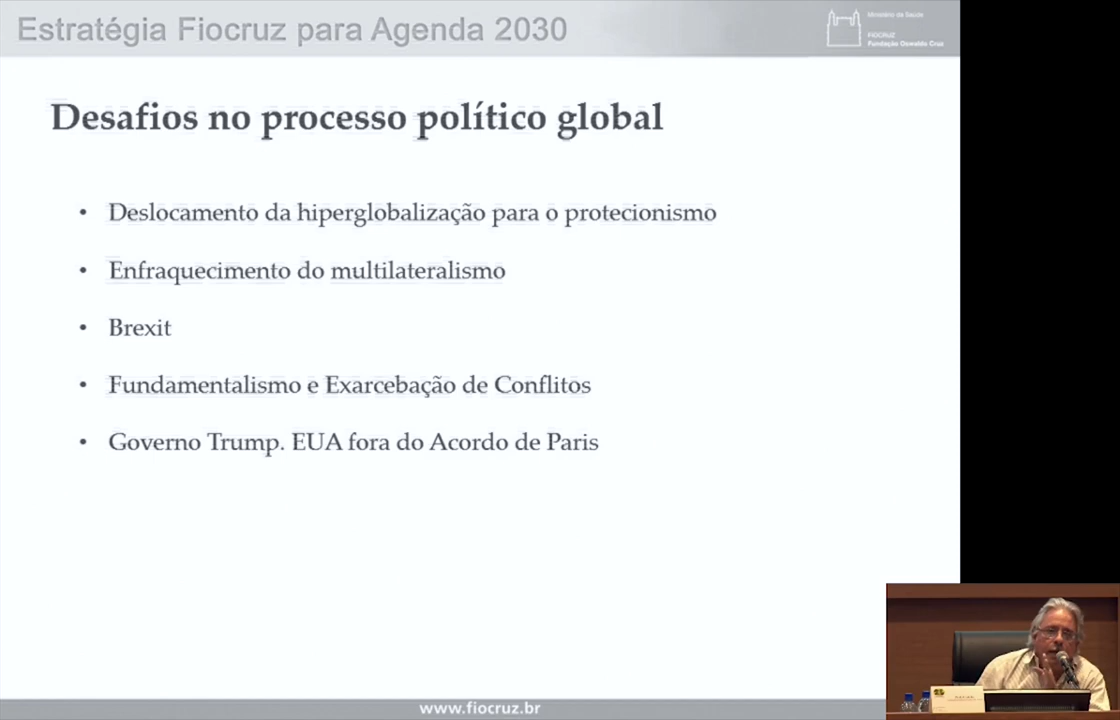 Estratégia Fiocruz para Agenda 2030
Ministério da Saúde
FIOCRUZ
Fundação Oswaldo Cruz
Desafios no processo político global
• Deslocamento da hiperglobalização para o protecionismo
• Enfraquecimento do multilateralismo
• Brexit
• Fundamentalismo e Exarcebação de Conflitos
• Governo Trump. EUA fora do Acordo de Paris
www.fiocruz.br